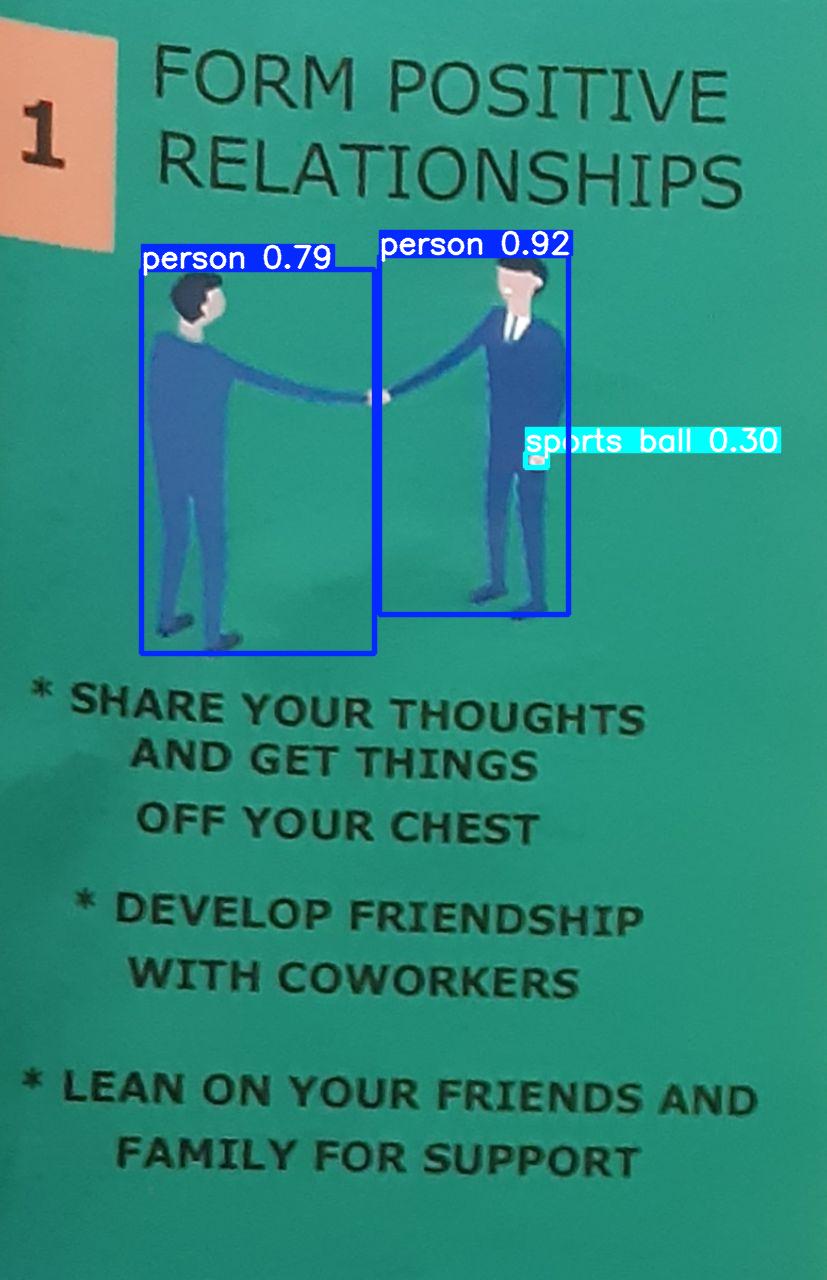 1
FORM POSITIVE
RELATIONSHIPS
person 0.79
person 0.92
sports ball 0.30
* SHARE YOUR THOUGHTS
AND GET THINGS
OFF YOUR CHEST
* DEVELOP FRIENDSHIP
WITH COWORKERS
* LEAN ON YOUR FRIENDS AND
FAMILY FOR SUPPORT